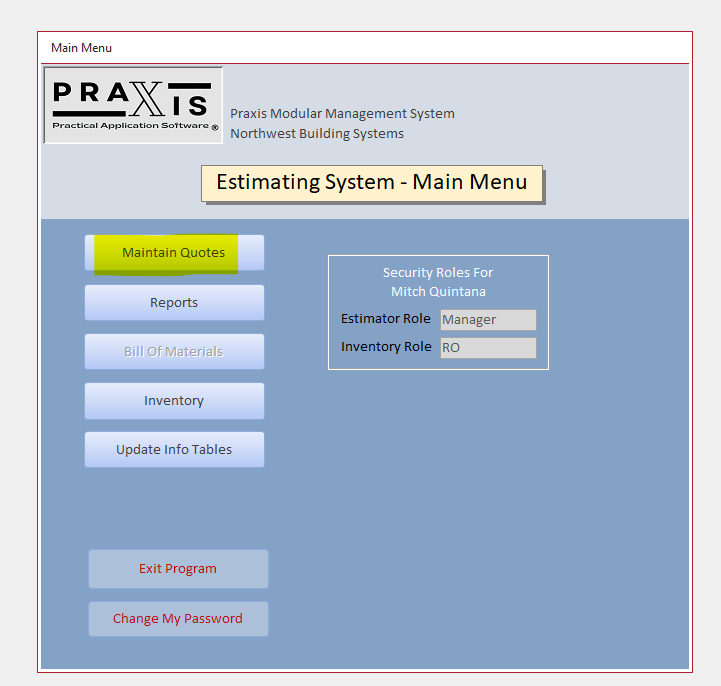 Main Menu
PRAXIS
Practical Application Software ®
Praxis Modular Management System
Northwest Building Systems
Estimating System - Main Menu
Maintain Quotes
Reports
Bill Of Materials
Inventory
Update Info Tables
Exit Program
Change My Password
Security Roles For
Mitch Quintana
Estimator Role Manager
Inventory Role RO